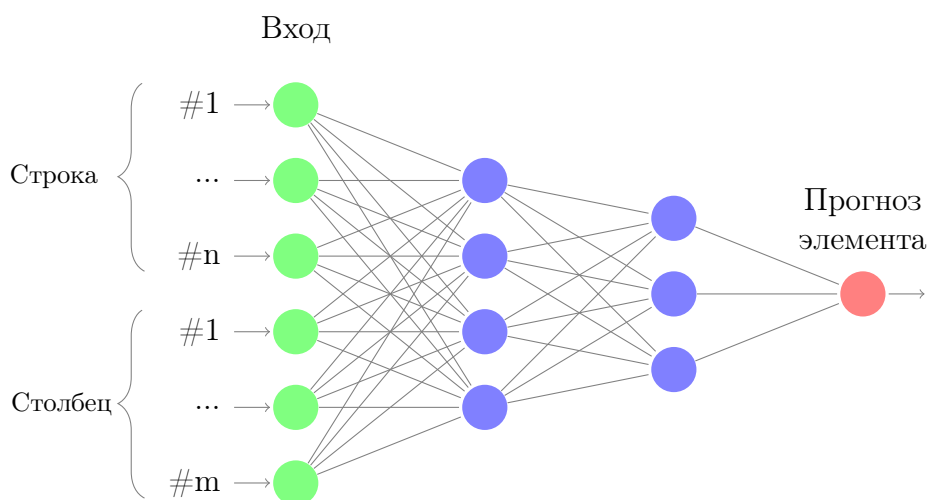 Вход
#1
...
Строка
#n
#1
...
Столбец
#m
Прогноз
элемента